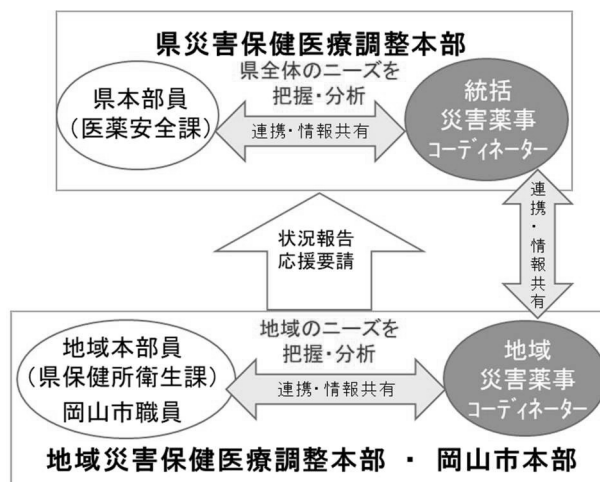 県災害保健医療調整本部
県全体のニーズを
把握・分析
県本部員
(医薬安全課)
連携・情報共有
統括
災害薬事
コーディネーター
連携・情報共有
状況報告
応援要請
地域のニーズを
把握・分析
地域本部員
(県保健所衛生課)
岡山市職員
連携・情報共有
地域
災害薬事
コーディネーター
地域災害保健医療調整本部 ・ 岡山市本部